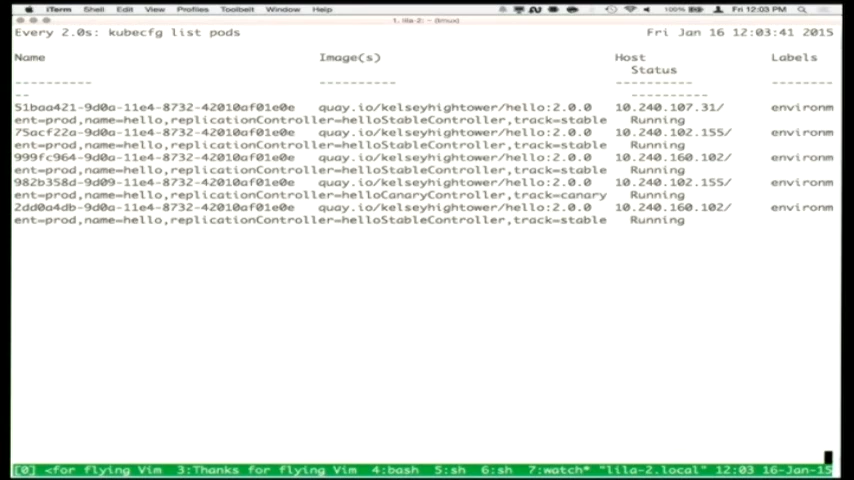 iTerm Shell Edit View Profiles Toolbelt Window Help 100% Fri 12:03 PM
1. lila-2: ~ (tmux)
Every 2.0s: kubecfg list pods Fri Jan 16 12:03:41 2015
Name Image(s) Host Labels
Status
---------- ---------- ---------- --------
-- ----------
51baa421-9d0a-11e4-8732-42010af01e0e quay.io/kelseyhightower/hello:2.0.0 10.240.107.31/ environm
ent=prod,name=hello,replicationController=helloStableController,track=stable Running
75acf22a-9d0a-11e4-8732-42010af01e0e quay.io/kelseyhightower/hello:2.0.0 10.240.102.155/ environm
ent=prod,name=hello,replicationController=helloStableController,track=stable Running
999fc964-9d0a-11e4-8732-42010af01e0e quay.io/kelseyhightower/hello:2.0.0 10.240.160.102/ environm
ent=prod,name=hello,replicationController=helloStableController,track=stable Running
982b358d-9d09-11e4-8732-42010af01e0e quay.io/kelseyhightower/hello:2.0.0 10.240.102.155/ environm
ent=prod,name=hello,replicationController=helloCanaryController,track=canary Running
2dd0a4db-9d0a-11e4-8732-42010af01e0e quay.io/kelseyhightower/hello:2.0.0 10.240.160.102/ environm
ent=prod,name=hello,replicationController=helloStableController,track=stable Running
[0] <for flying Vim 3:Thanks for flying Vim 4:bash 5:sh 6:sh 7:watch* "lila-2.local" 12:03 16-Jan-15